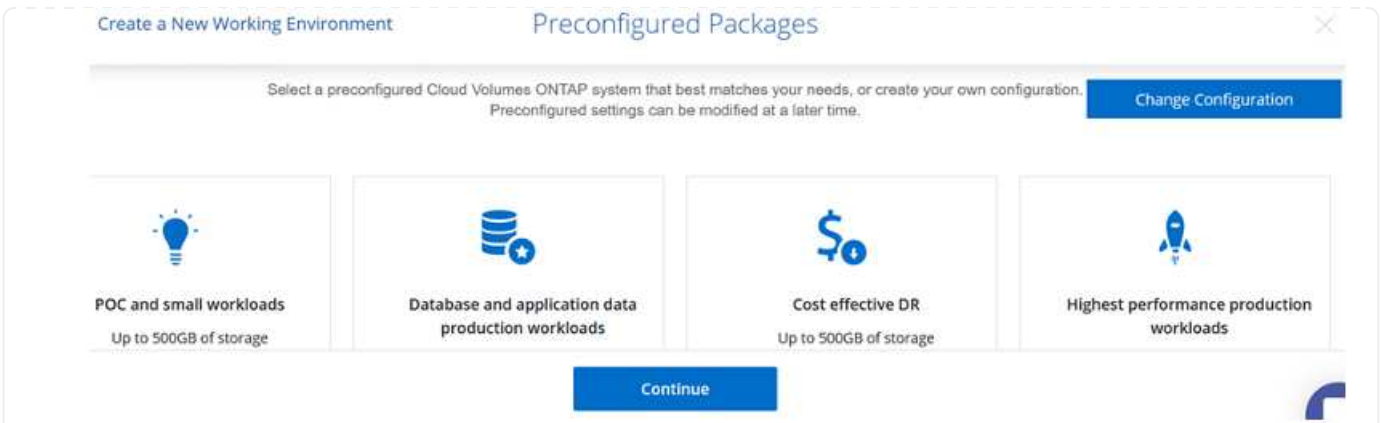 Create a New Working Environment
Preconfigured Packages
Select a preconfigured Cloud Volumes ONTAP system that best matches your needs, or create your own configuration.
Preconfigured settings can be modified at a later time.
Change Configuration
POC and small workloads
Up to 500GB of storage
Database and application data
production workloads
Cost effective DR
Up to 500GB of storage
Highest performance production
workloads
Continue